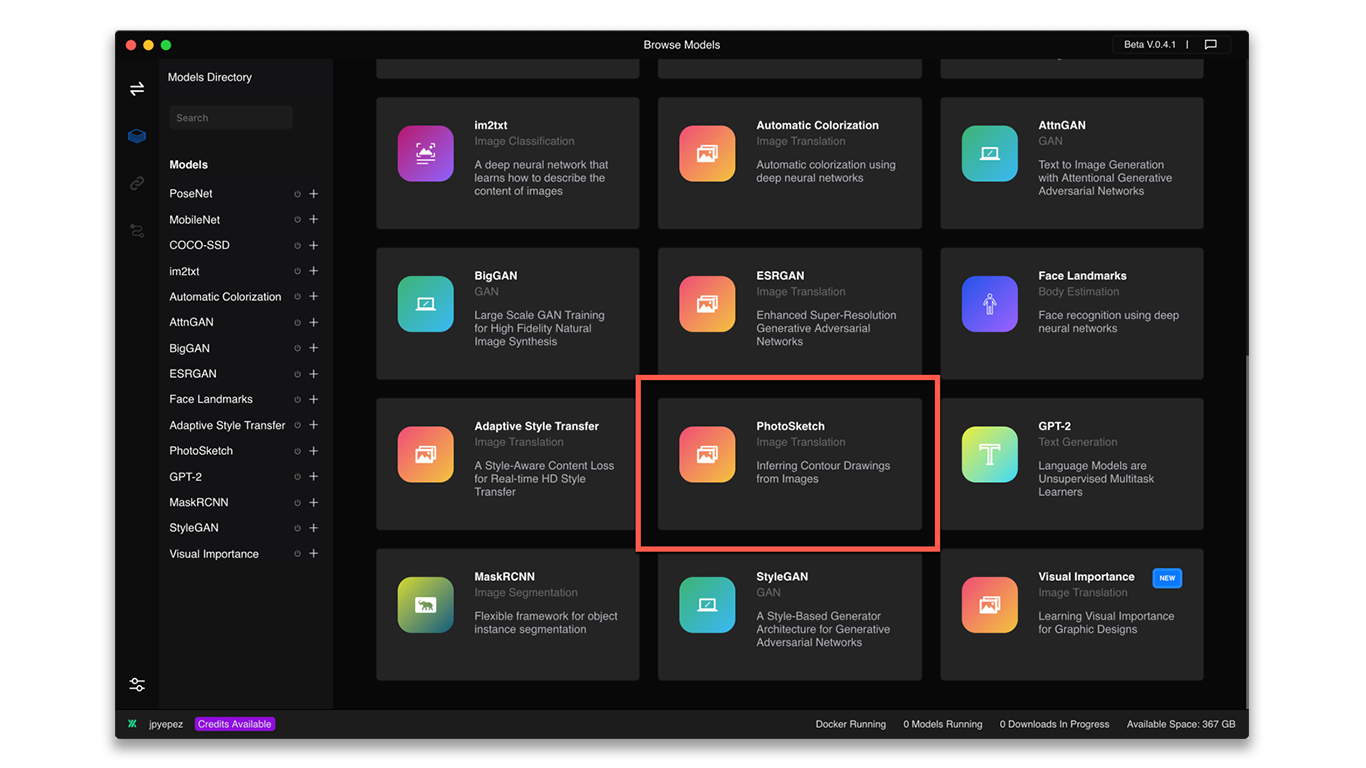 Browse Models
Beta V.0.4.1 |
Models Directory
Search
Models
PoseNet
MobileNet
COCO-SSD
im2txt
Automatic Colorization
AttnGAN
BigGAN
ESRGAN
Face Landmarks
Adaptive Style Transfer
PhotoSketch
GPT-2
MaskRCNN
StyleGAN
Visual Importance
im2txt
Image Classification
A deep neural network that
learns how to describe the
content of images
Automatic Colorization
Image Translation
Automatic colorization using
deep neural networks
AttnGAN
GAN
Text to Image Generation
with Attentional Generative
Adversarial Networks
BigGAN
GAN
Large Scale GAN Training
for High Fidelity Natural
Image Synthesis
ESRGAN
Image Translation
Enhanced Super-Resolution
Generative Adversarial
Networks
Face Landmarks
Body Estimation
Face recognition using deep
neural networks
Adaptive Style Transfer
Image Translation
A Style-Aware Content Loss
for Real-time HD Style
Transfer
PhotoSketch
Image Translation
Inferring Contour Drawings
from Images
GPT-2
Text Generation
Language Models are
Unsupervised Multitask
Learners
MaskRCNN
Image Segmentation
Flexible framework for object
instance segmentation
StyleGAN
GAN
A Style-Based Generator
Architecture for Generative
Adversarial Networks
Visual Importance
NEW
Image Translation
Learning Visual Importance
for Graphic Designs
jpyepez
Credits Available
Docker Running
0 Models Running
0 Downloads In Progress
Available Space: 367 GB